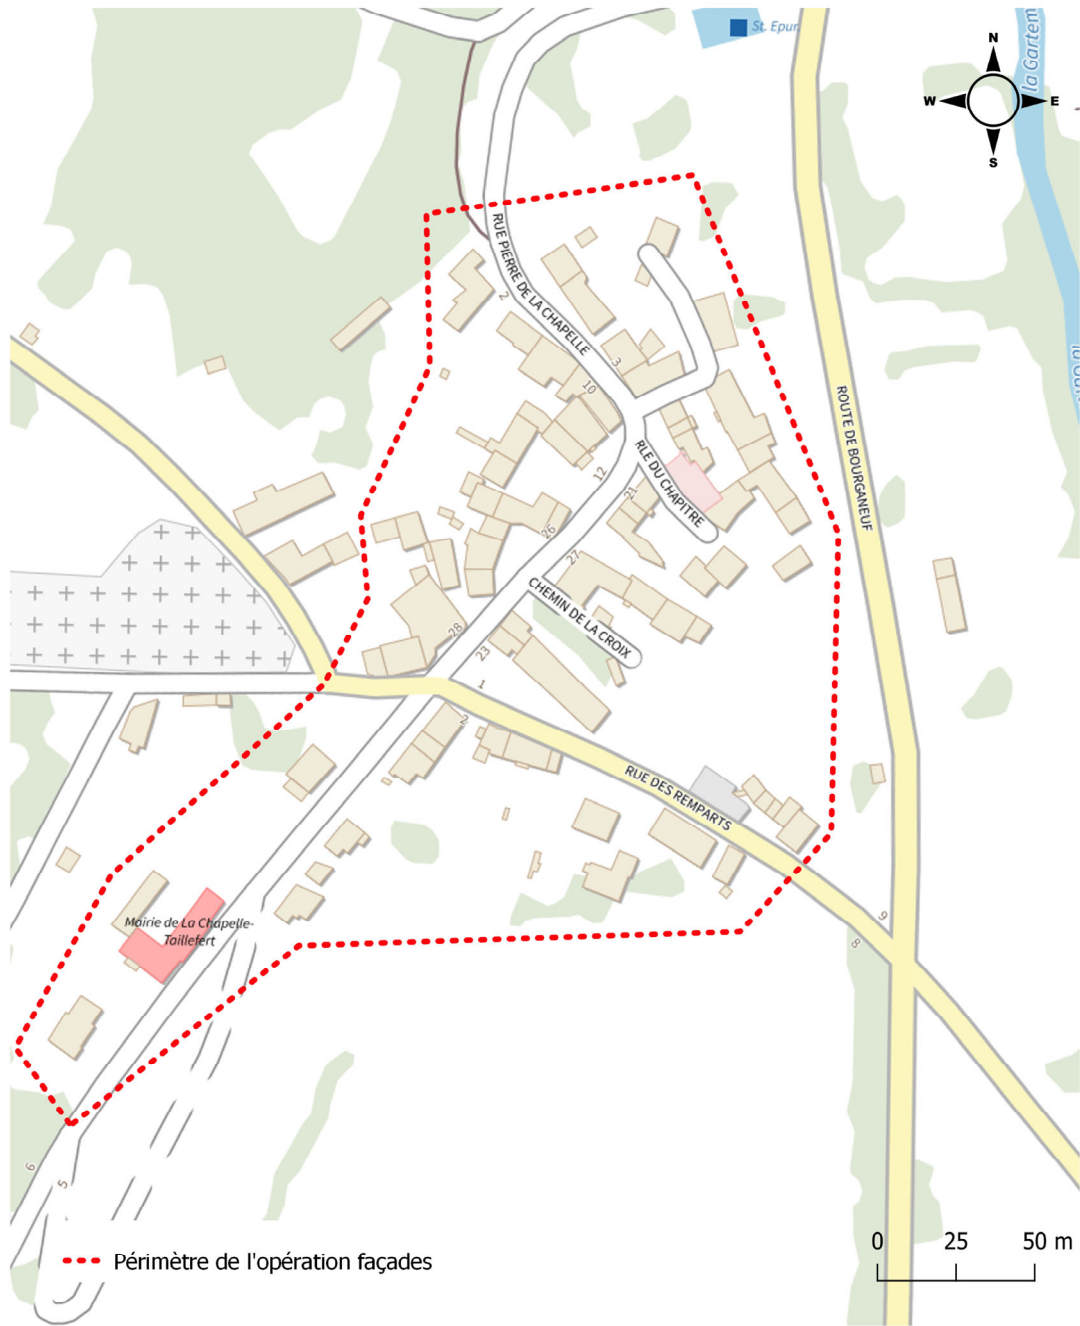 St. Epur.
la Gartem
N
W
E
S
RUE PIERRE DE LA CHAPELLE
2
3
10
ROUTE DE BOURGANEUF
12
RLE DU CHAPITRE
21
26
27
CHEMIN DE LA CROIX
28
23
1
2
RUE DES REMPARTS
9
8
Mairie de La Chapelle-
Taillefert
6
5
0 25 50 m
Périmètre de l'opération façades